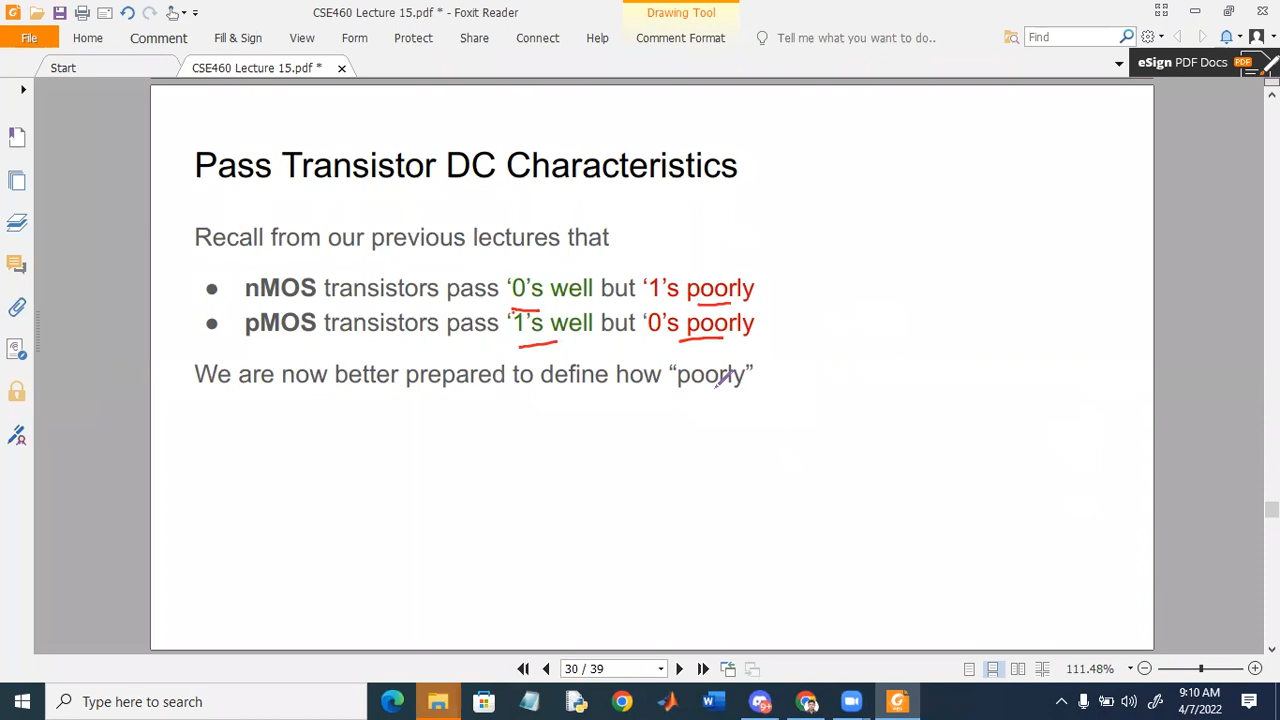 CSE460 Lecture 15.pdf * - Foxit Reader
Drawing Tool
File Home Comment Fill & Sign View Form Protect Share Connect Help Comment Format Tell me what you want to do.. Find
Start CSE460 Lecture 15.pdf * eSign PDF Docs PDF
Pass Transistor DC Characteristics
Recall from our previous lectures that
● nMOS transistors pass ‘0’s well but ‘1’s poorly
● pMOS transistors pass ‘1’s well but ‘0’s poorly
We are now better prepared to define how “poorly”
30 / 39 111.48%
Type here to search 9:10 AM
4/7/2022